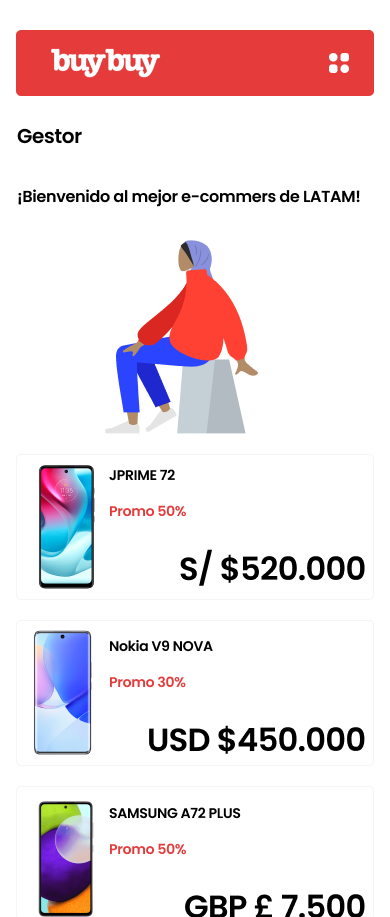 buybuy
Gestor
¡Bienvenido al mejor e-commers de LATAM!
JPRIME 72
Promo 50%
S/ $520.000
Nokia V9 NOVA
Promo 30%
USD $450.000
SAMSUNG A72 PLUS
Promo 50%
GBP £ 7.500